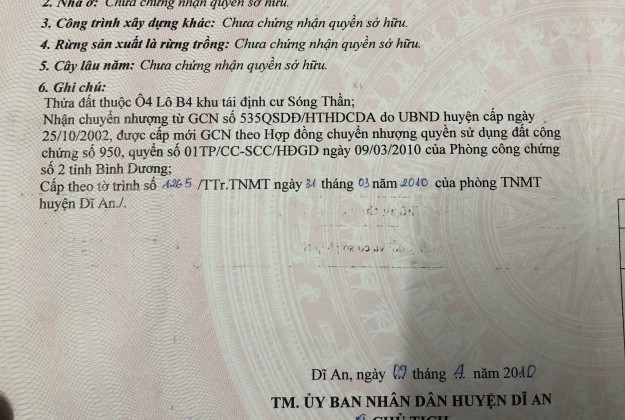 2. Nhà ở: Chưa chứng nhận quyền sở hữu.
3. Công trình xây dựng khác: Chưa chứng nhận quyền sở hữu.
4. Rừng sản xuất là rừng trồng: Chưa chứng nhận quyền sở hữu.
5. Cây lâu năm: Chưa chứng nhận quyền sở hữu.
6. Ghi chú:
Thửa đất thuộc Ô4 Lô B4 khu tái định cư Sóng Thần;
Nhận chuyển nhượng từ GCN số 535QSDĐ/HTHDCDA do UBND huyện cấp ngày
25/10/2002, được cấp mới GCN theo Hợp đồng chuyển nhượng quyền sử dụng đất công
chứng số 950, quyển số 01TP/CC-SCC/HĐGD ngày 09/03/2010 của Phòng công chứng
số 2 tỉnh Bình Dương;
Cấp theo tờ trình số 1265 /TTr.TNMT ngày 31 tháng 03 năm 2010 của phòng TNMT
huyện Dĩ An./.
Dĩ An, ngày 02 tháng 4 năm 2010
TM. ỦY BAN NHÂN DÂN HUYỆN DĨ AN
CHỦ TỊCH